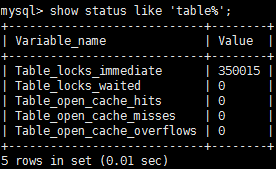 mysql> show status like 'table%';
+----------------------------+--------+
| Variable_name              | Value  |
+----------------------------+--------+
| Table_locks_immediate      | 350015 |
| Table_locks_waited         | 0      |
| Table_open_cache_hits      | 0      |
| Table_open_cache_misses    | 0      |
| Table_open_cache_overflows | 0      |
+----------------------------+--------+
5 rows in set (0.01 sec)